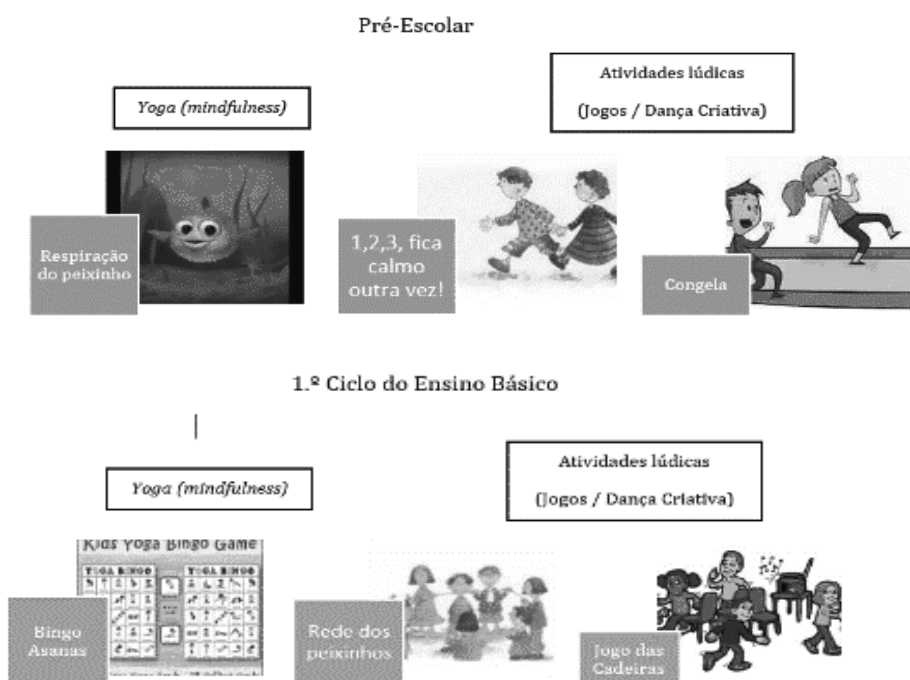 Pré-Escolar
Yoga (mindfulness)
Atividades lúdicas
(Jogos / Dança Criativa)
Respiração
do peixinho
1,2,3, fica
calmo
outra vez!
Congela
1.º Ciclo do Ensino Básico
Yoga (mindfulness)
Atividades lúdicas
(Jogos / Dança Criativa)
Kids Yoga Bingo Game
YOGA BINGO
YOGA BINGO
Bingo
Asanas
Rede dos
peixinhos
Jogo das
Cadeiras